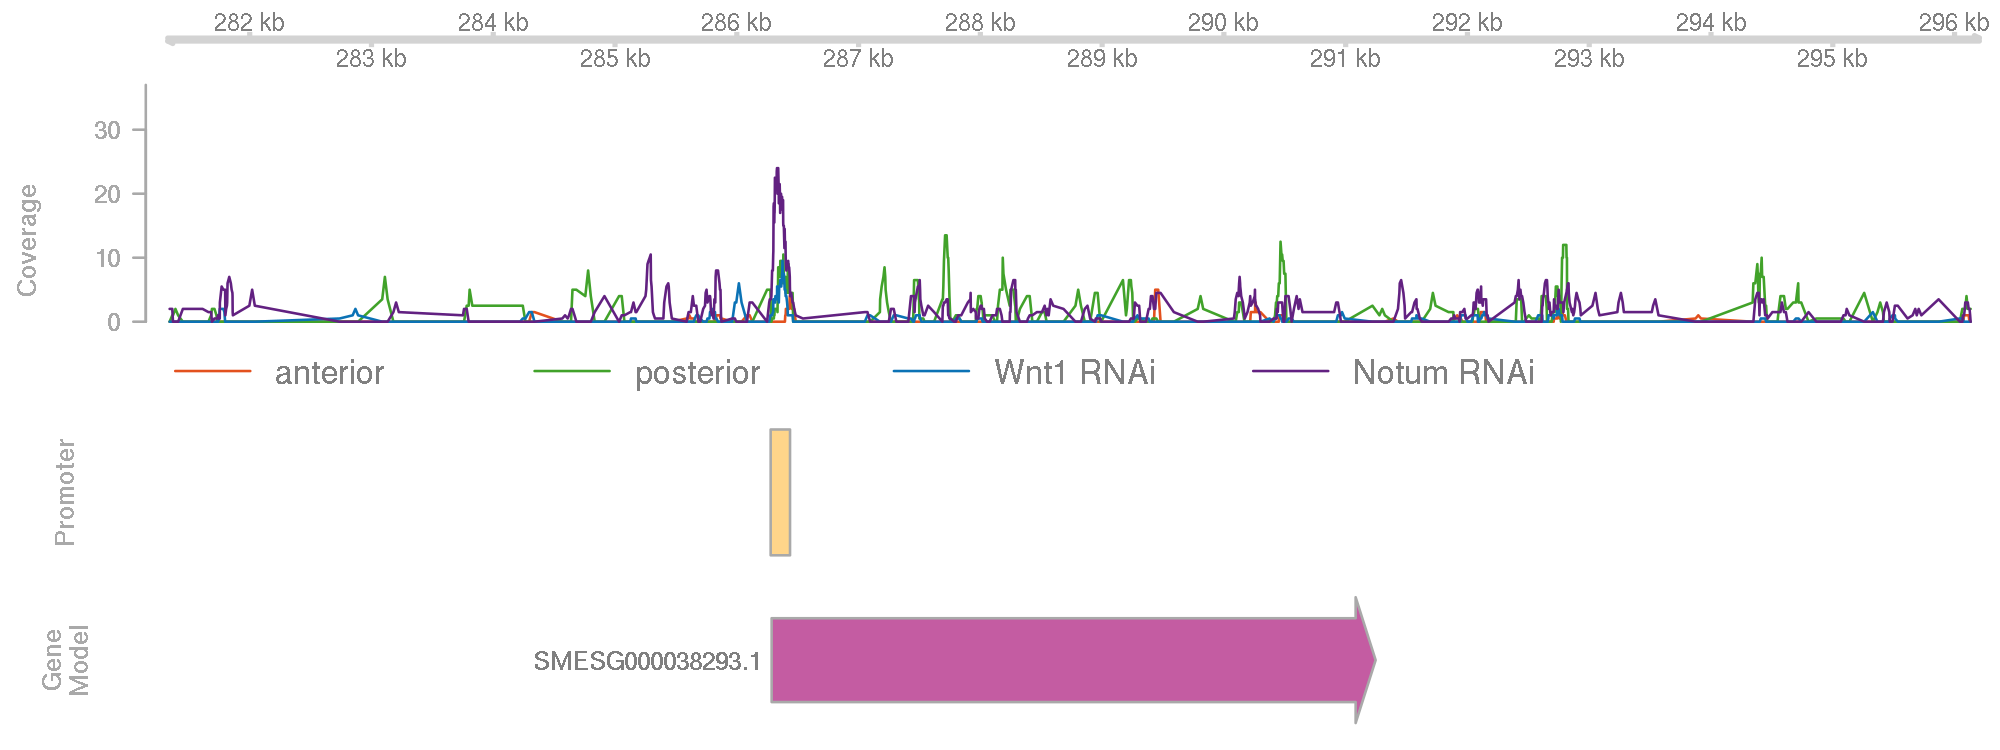 282 kb 284 kb 286 kb 288 kb 290 kb 292 kb 294 kb 296 kb
283 kb 285 kb 287 kb 289 kb 291 kb 293 kb 295 kb
30
20
10
0
Coverage
anterior posterior Wnt1 RNAi Notum RNAi
Promoter
Gene
Model
SMESG000038293.1